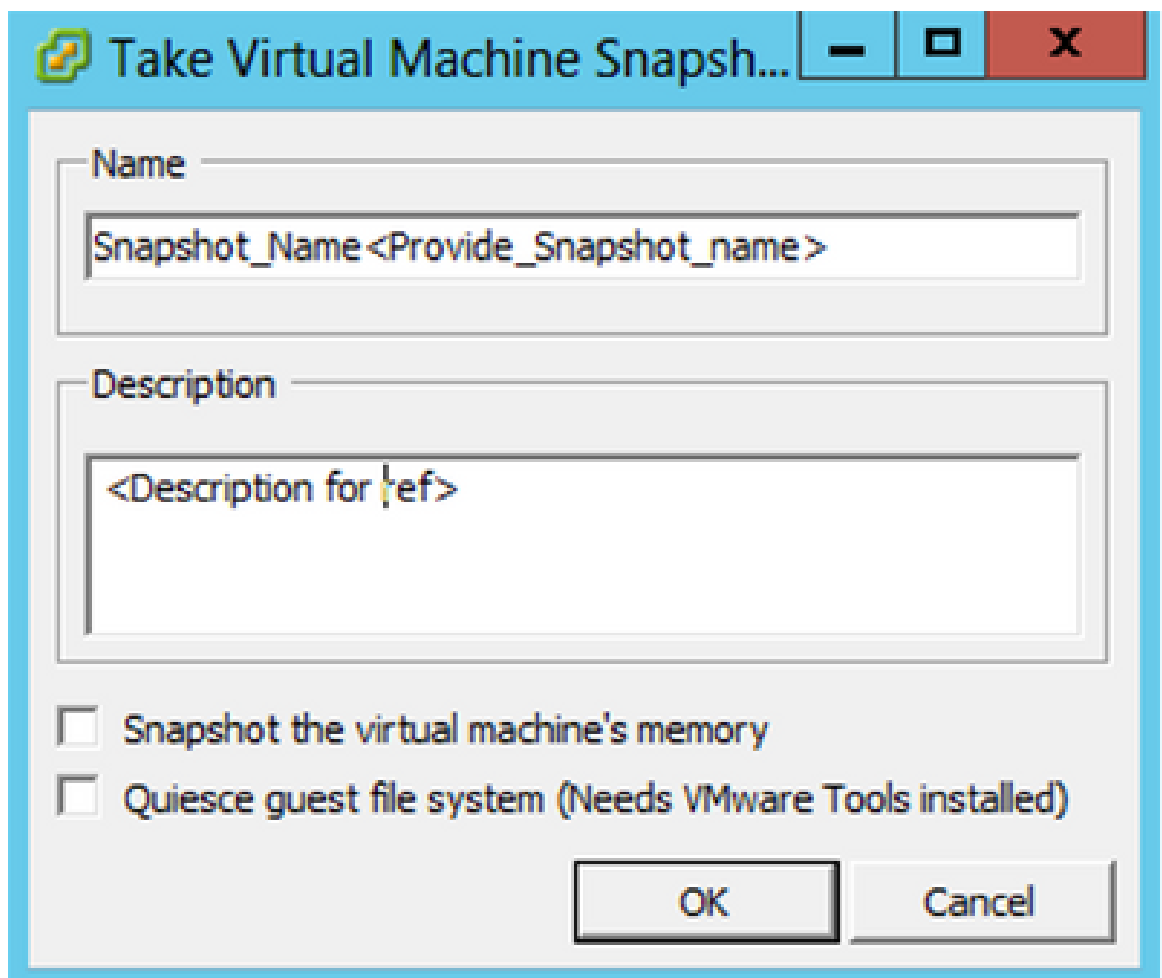 Take Virtual Machine Snapsh...
Name
Snapshot_Name<Provide_Snapshot_name>
Description
<Description for ref>
Snapshot the virtual machine's memory
Quiesce guest file system (Needs VMware Tools installed)
OK
Cancel